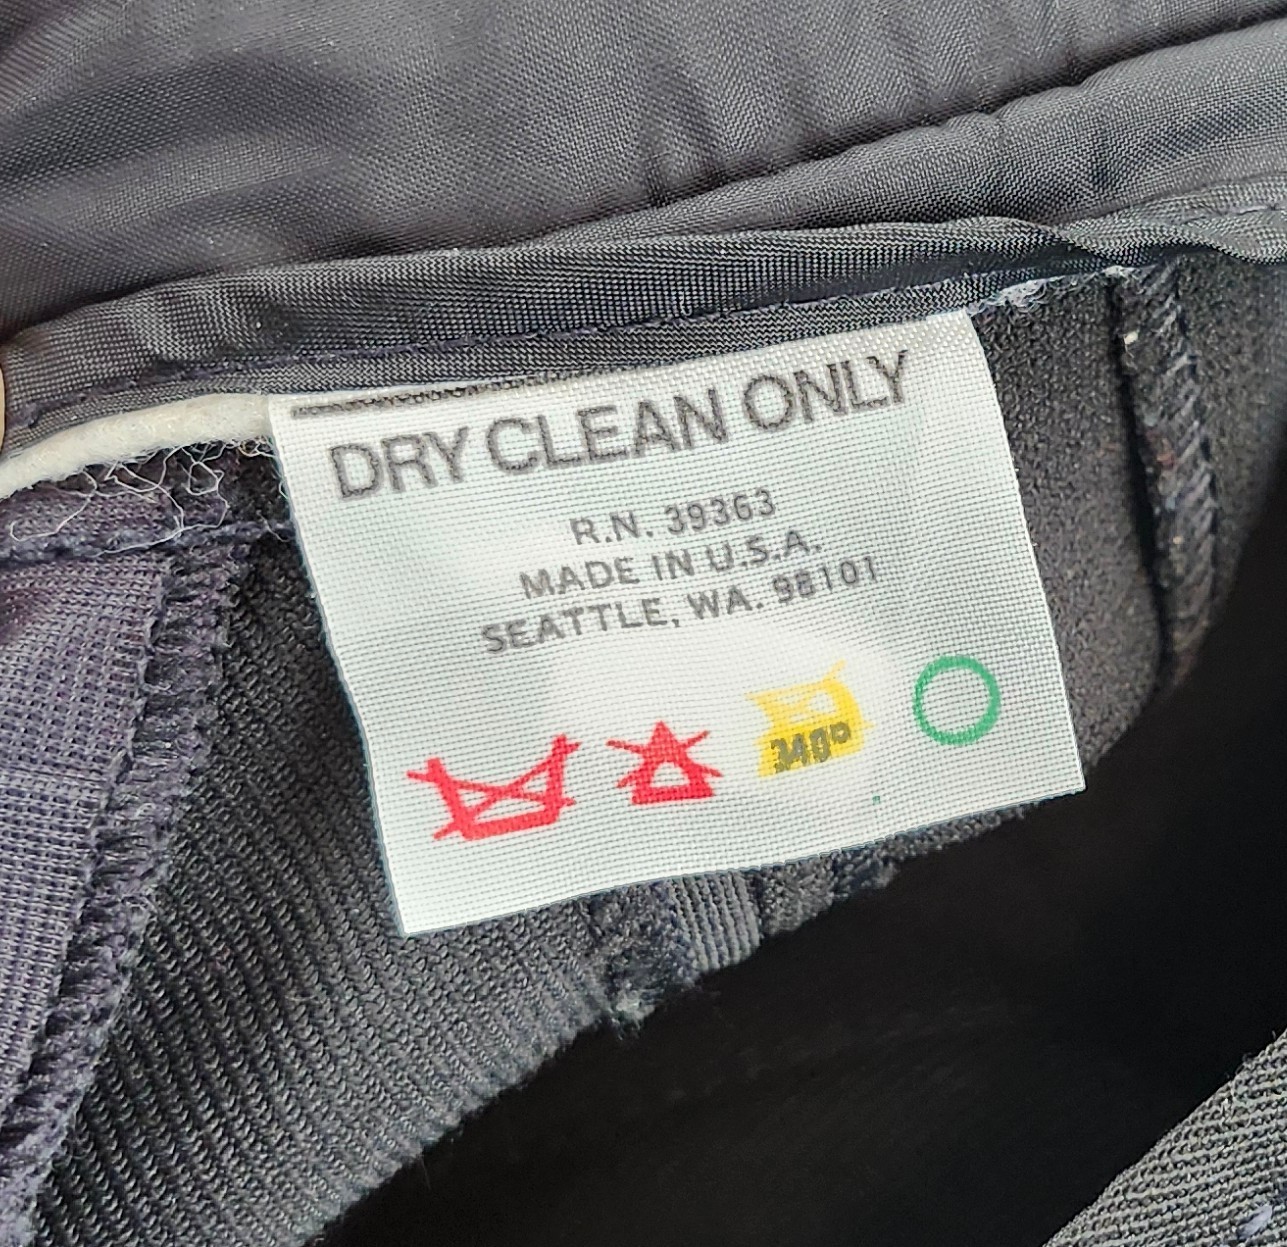 DRY CLEAN ONLY
R.N. 39363
MADE IN U.S.A.
SEATTLE, WA. 98101